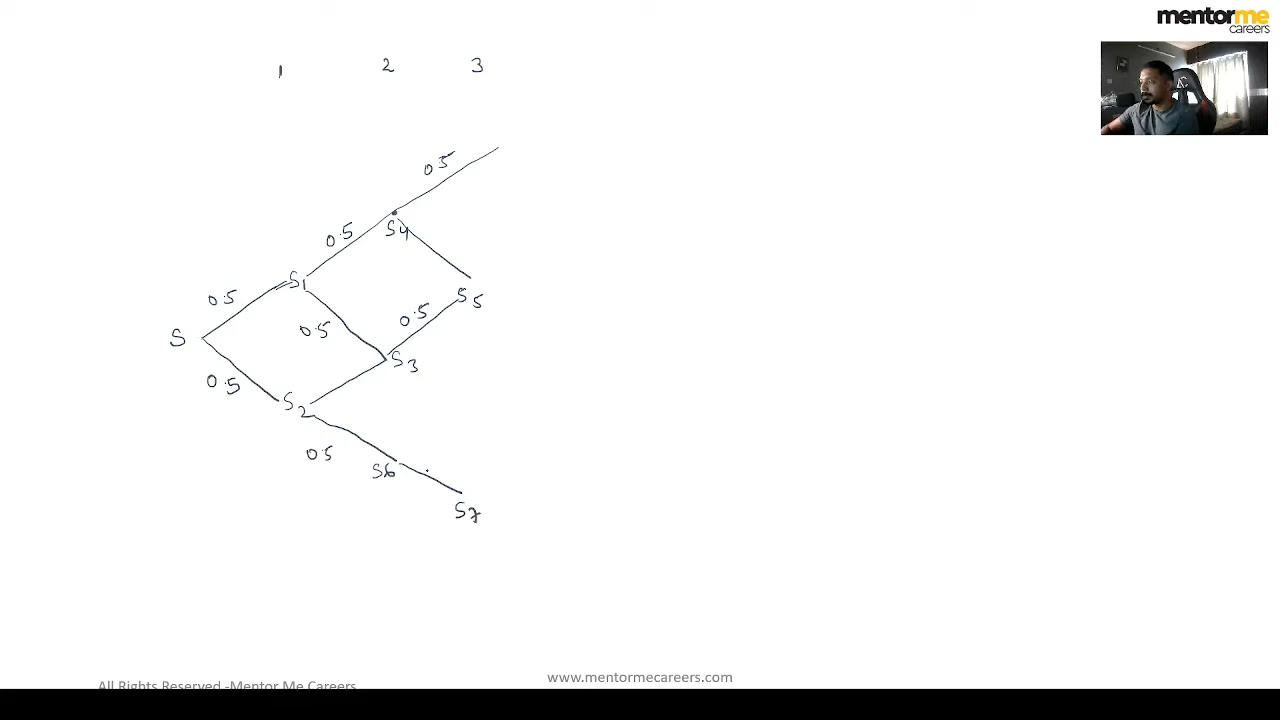 mentorme
careers
1 2 3
0.5
0.5
S4
S1
0.5
S5
0.5
0.5
S
S3
0.5
S2
0.5
S6
S7
www.mentormecareers.com
All Rights Reserved -Mentor Me Careers